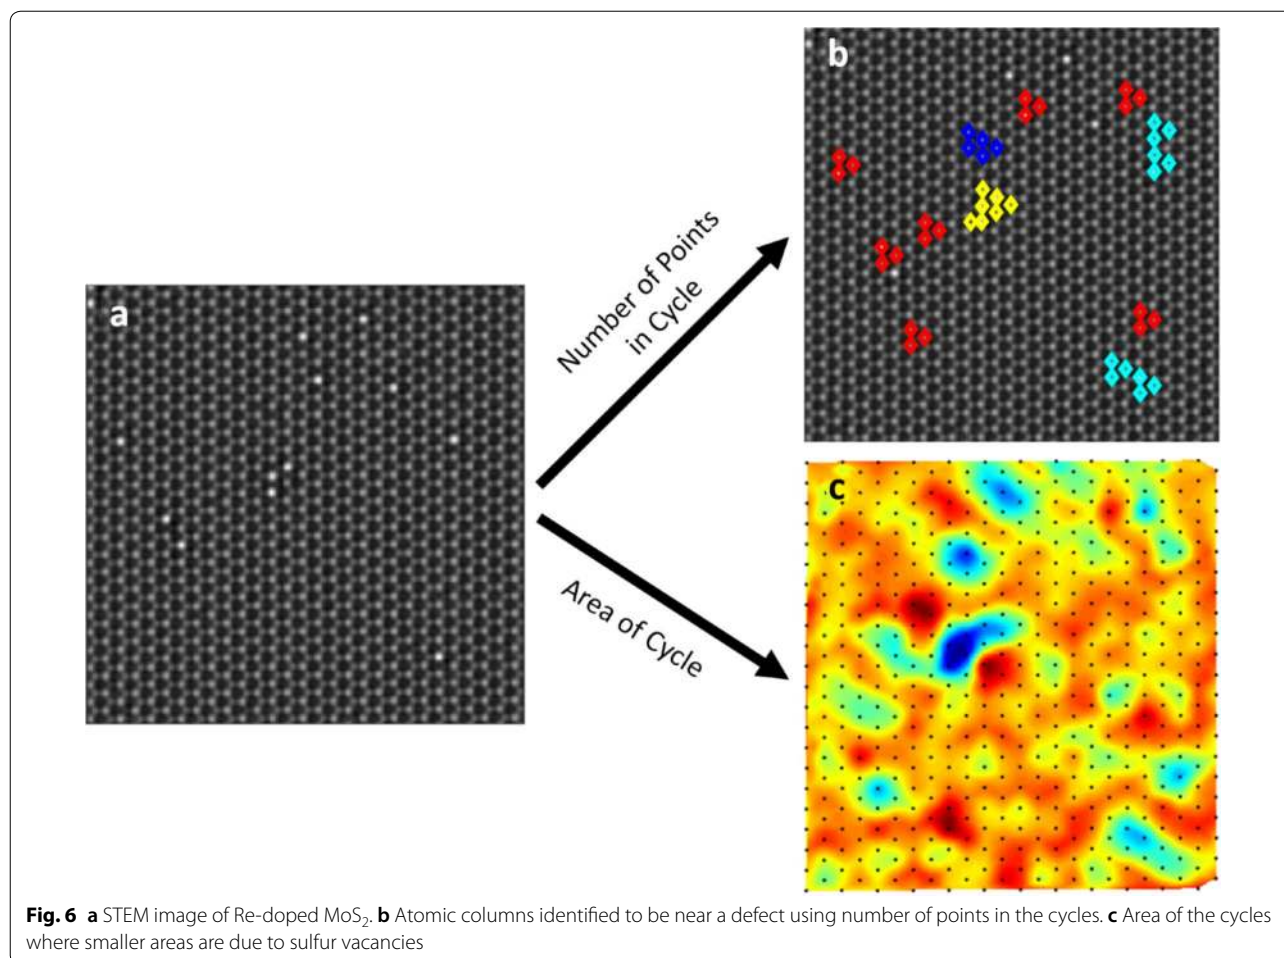 a
Number of Points
in Cycle
b
Area of Cycle
c
Fig. 6 a STEM image of Re-doped MoS₂. b Atomic columns identified to be near a defect using number of points in the cycles. c Area of the cycles
where smaller areas are due to sulfur vacancies